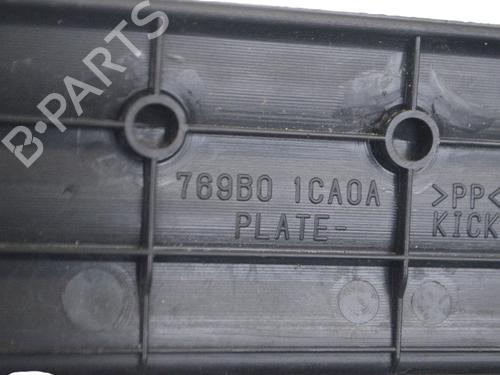 B-PARTS
769B0 1CA0A >PP<
PLATE- KICK